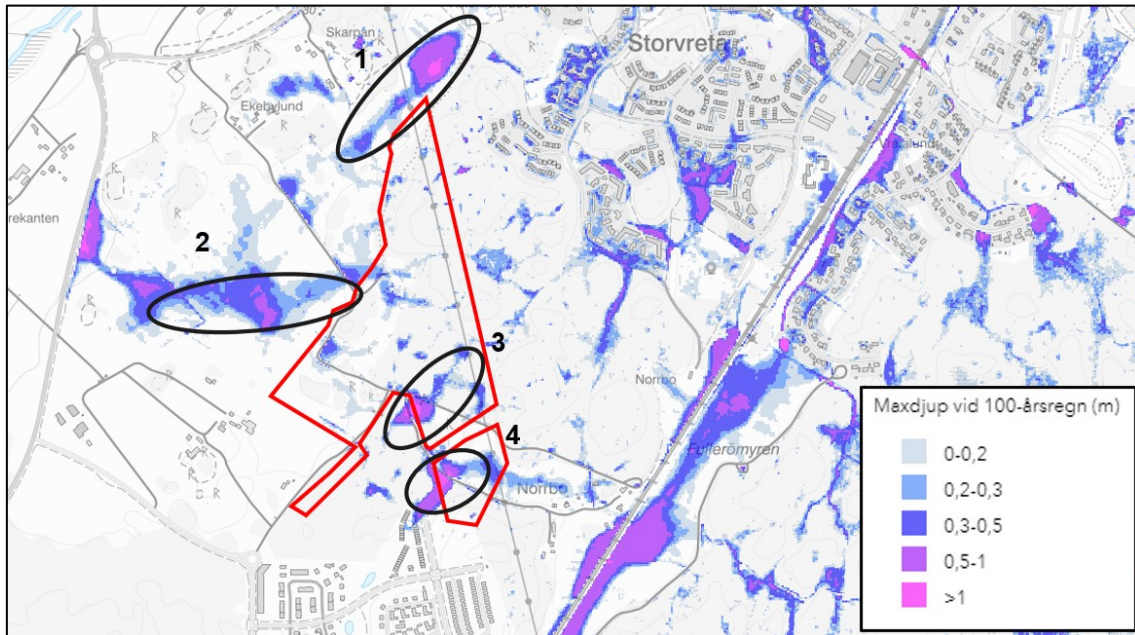 Skarpan
Storvreta
1
Ekebylund
rekanten
2
3
Norrbo
4
Fullerömyren
Norrbo
Maxdjup vid 100-årsregn (m)
0-0,2
0,2-0,3
0,3-0,5
0,5-1
>1